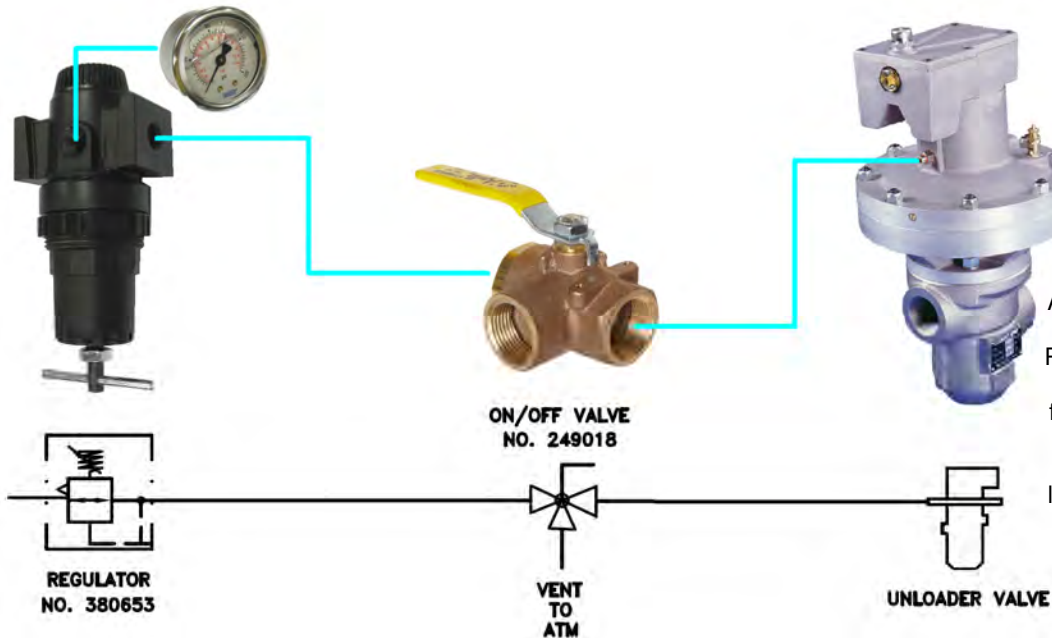 ON/OFF VALVE
NO. 249018
REGULATOR
NO. 380653
VENT
TO
ATM
UNLOADER VALVE